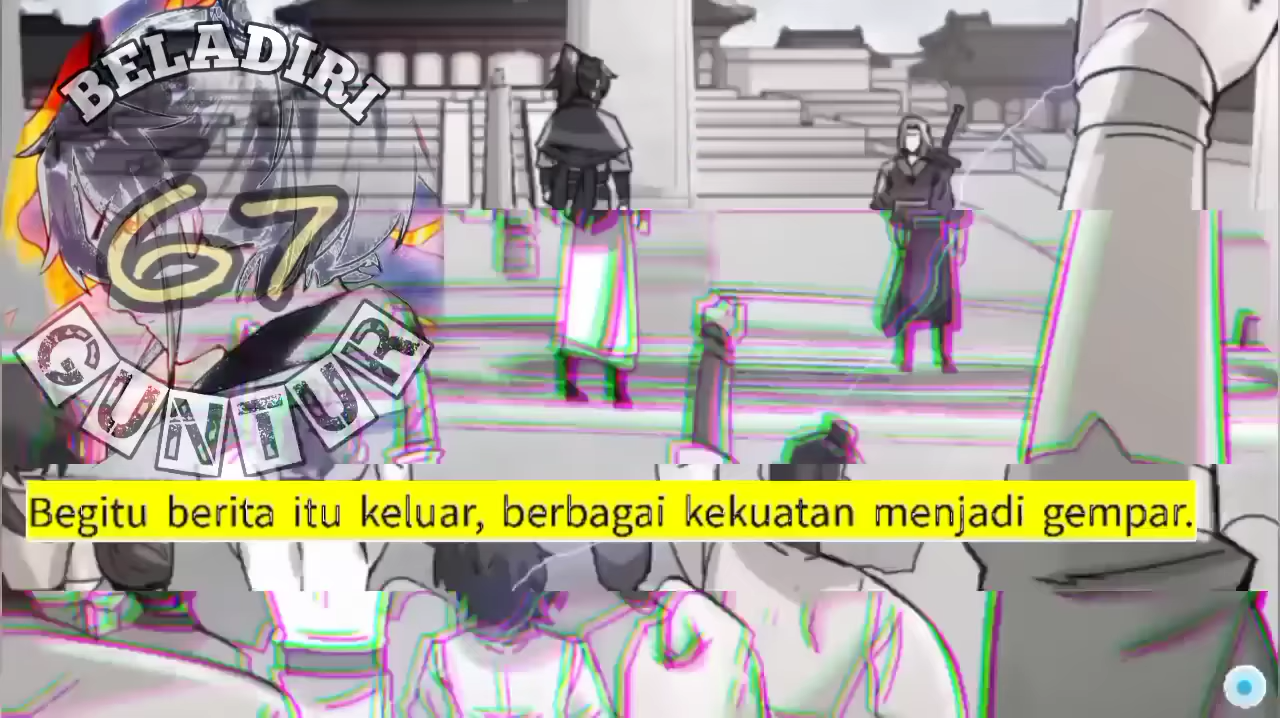 BELADIRI
67
GUNTUR
Begitu berita itu keluar, berbagai kekuatan menjadi gempar.